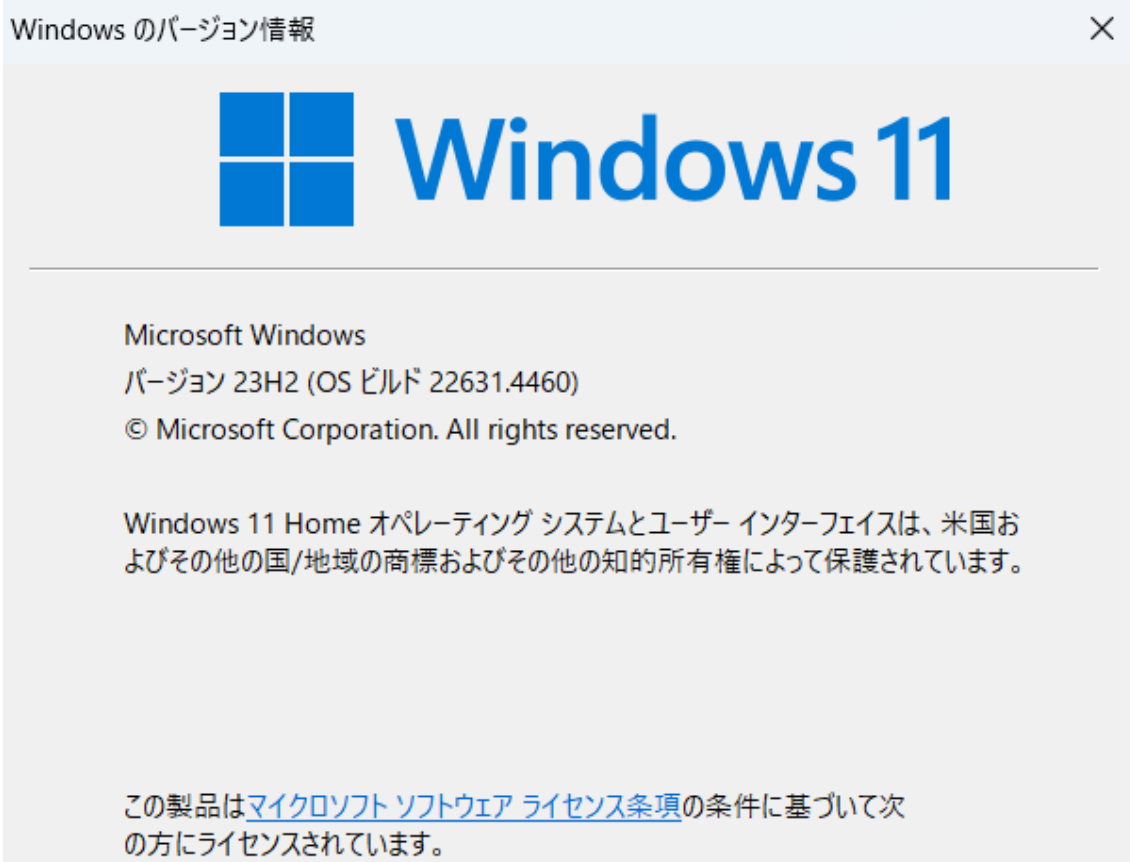 Windows のバージョン情報
Windows 11
Microsoft Windows
バージョン 23H2 (OS ビルド 22631.4460)
© Microsoft Corporation. All rights reserved.
Windows 11 Home オペレーティング システムとユーザー インターフェイスは、米国お
よびその他の国/地域の商標およびその他の知的所有権によって保護されています。
この製品はマイクロソフト ソフトウェア ライセンス条項の条件に基づいて次
の方にライセンスされています。